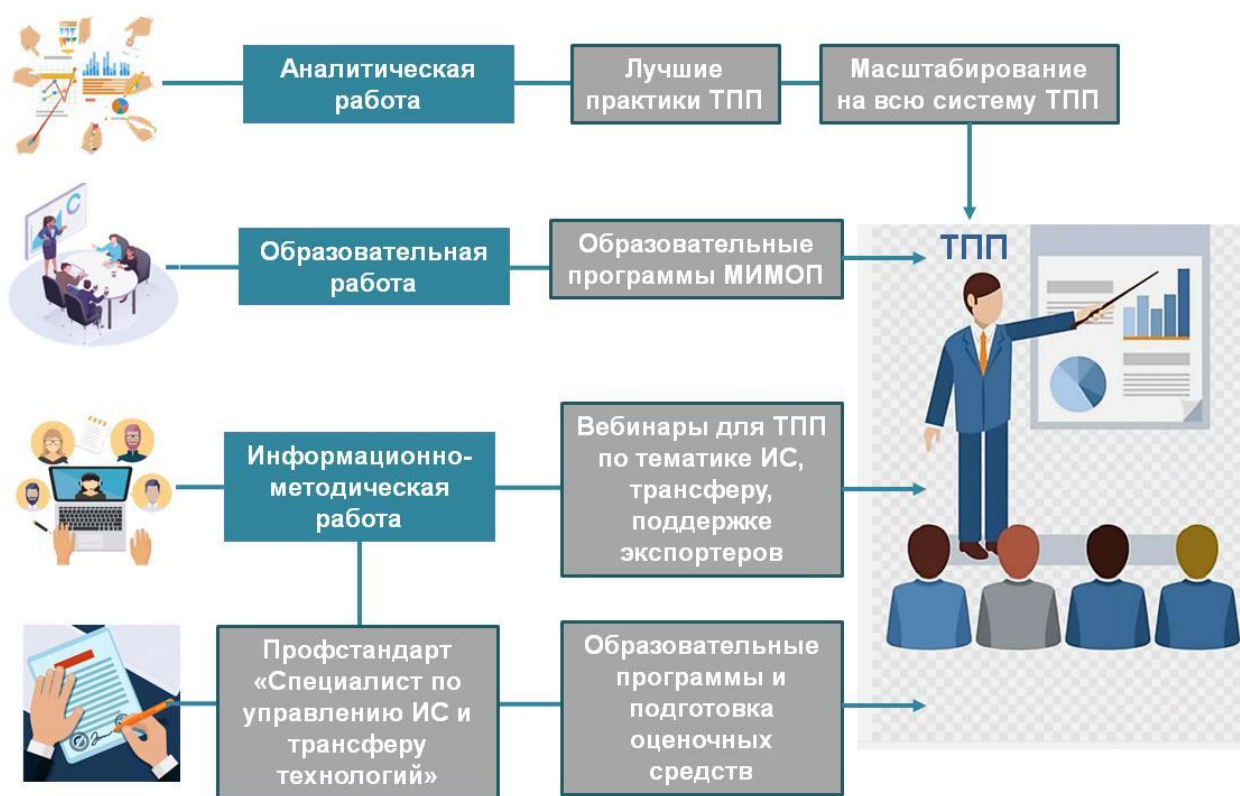 Аналитическая
работа
Лучшие
практики ТПП
Масштабирование
на всю систему ТПП
Образовательная
работа
Образовательные
программы МИМОП
ТПП
Информационно-
методическая
работа
Вебинары для ТПП
по тематике ИС,
трансферу,
поддержке
экспортеров
Профстандарт
«Специалист по
управлению ИС и
трансферу
технологий»
Образовательные
программы и
подготовка
оценочных
средств